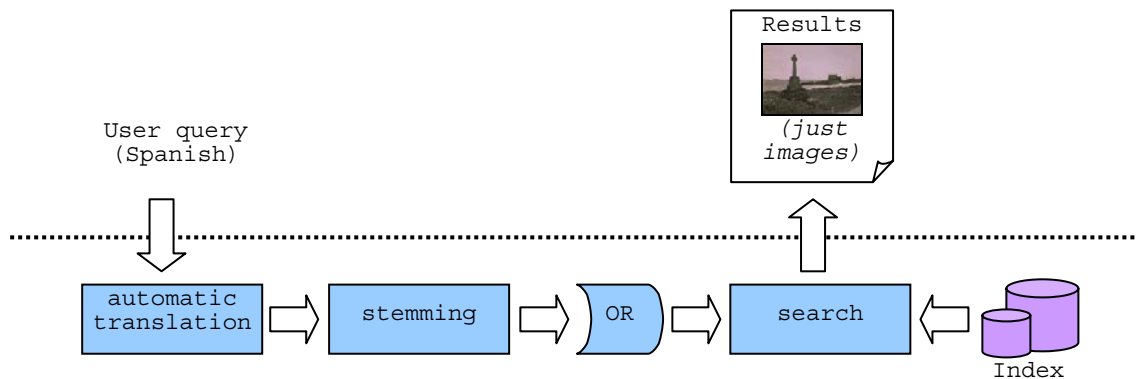 Results
(just
images)
User query
(Spanish)
automatic
translation
stemming
OR
search
Index